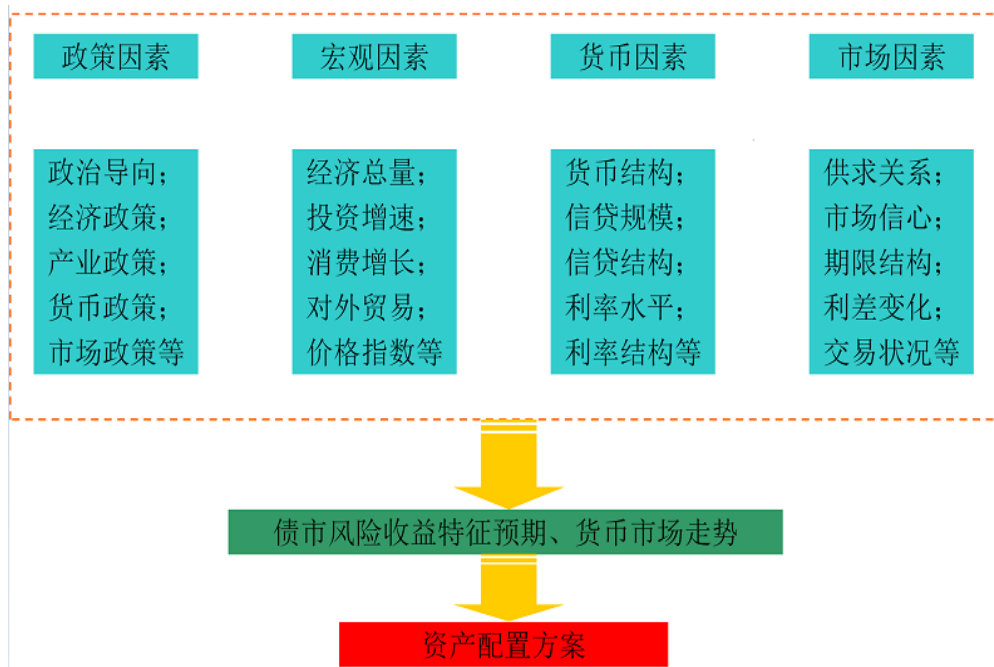 政策因素
宏观因素
货币因素
市场因素
政治导向；
经济政策；
产业政策；
货币政策；
市场政策等
经济总量；
投资增速；
消费增长；
对外贸易；
价格指数等
货币结构；
信贷规模；
信贷结构；
利率水平；
利率结构等
供求关系；
市场信心；
期限结构；
利差变化；
交易状况等
债市风险收益特征预期、货币市场走势
资产配置方案